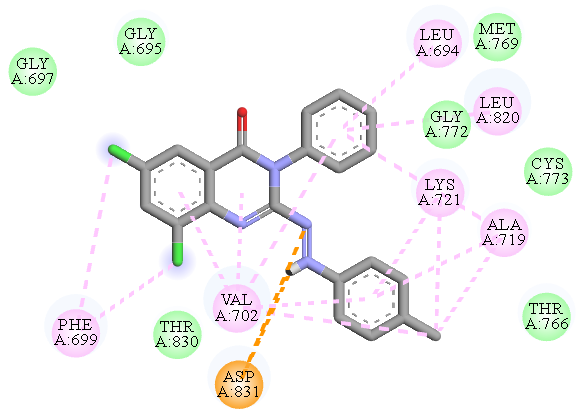 GLY
A:695
LEU
A:694
MET
A:769
GLY
A:697
LEU
A:820
GLY
A:772
CYS
A:773
LYS
A:721
ALA
A:719
VAL
A:702
THR
A:766
PHE
A:699
THR
A:830
ASP
A:831